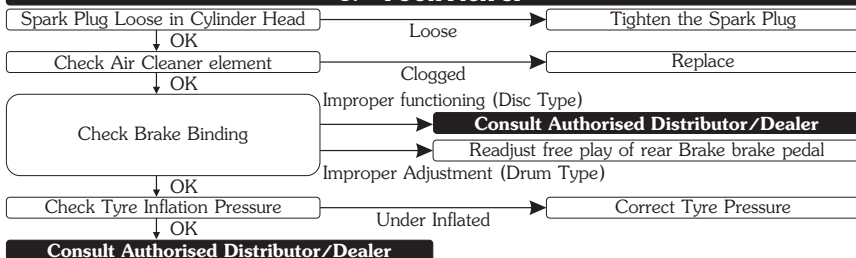 Spark Plug Loose in Cylinder Head
Loose
Tighten the Spark Plug
OK
Check Air Cleaner element
Clogged
Replace
OK
Improper functioning (Disc Type)
Check Brake Binding
Consult Authorised Distributor/Dealer
Readjust free play of rear Brake brake pedal
Improper Adjustment (Drum Type)
OK
Check Tyre Inflation Pressure
Under Inflated
Correct Tyre Pressure
OK
Consult Authorised Distributor/Dealer